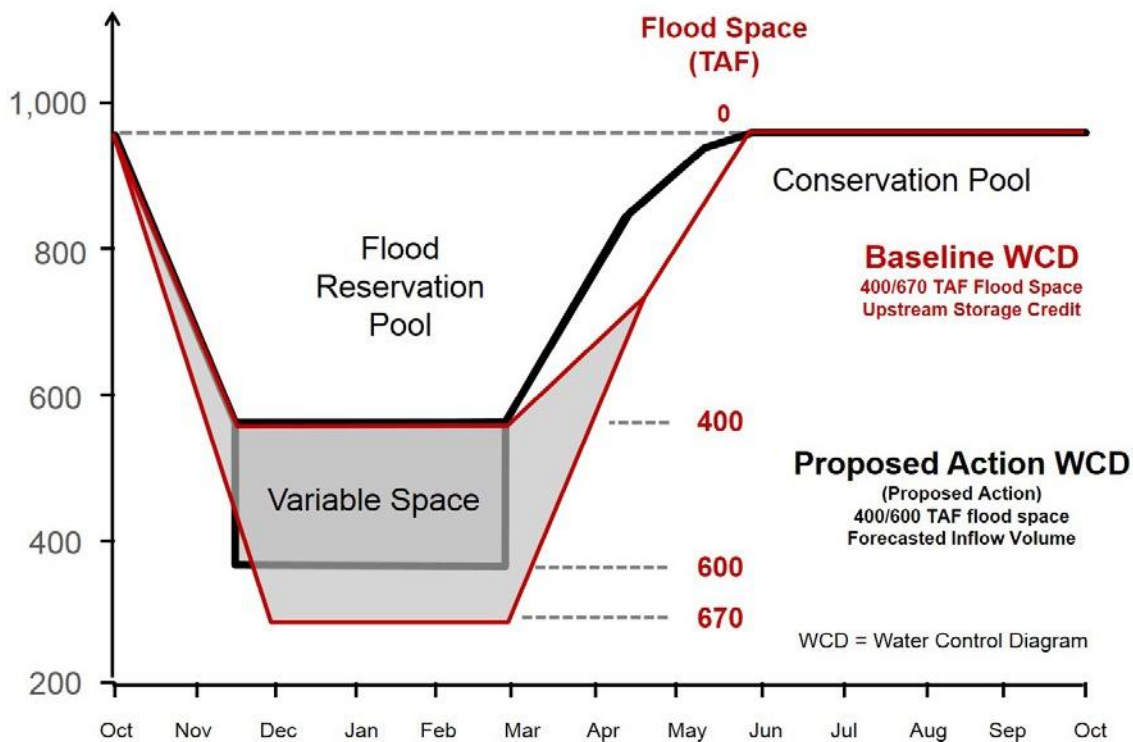 Flood Space
(TAF)
0
1,000
Conservation Pool
Flood
Reservation
Pool
800
Baseline WCD
400/670 TAF Flood Space
Upstream Storage Credit
600
400
Variable Space
Proposed Action WCD
(Proposed Action)
400/600 TAF flood space
Forecasted Inflow Volume
400
600
670
WCD = Water Control Diagram
200
Oct Nov Dec Jan Feb Mar Apr May Jun Jul Aug Sep Oct